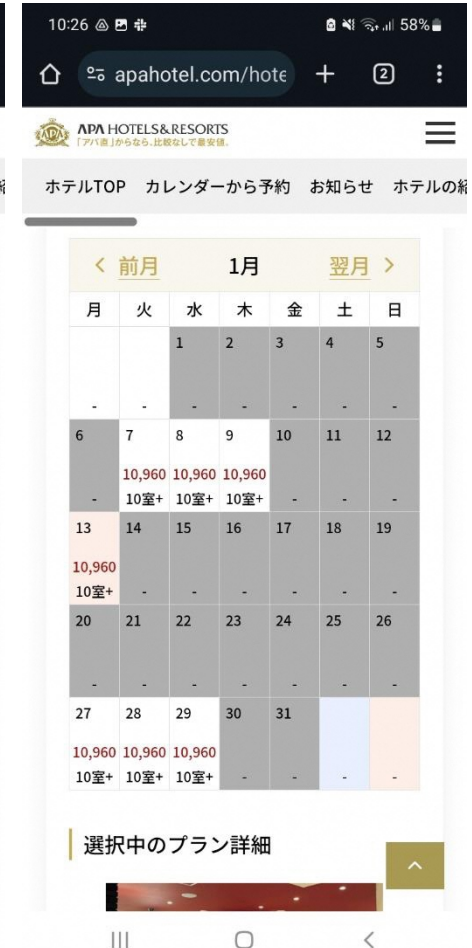 10:26 58%
apahotel.com/hote 2
APA HOTELS&RESORTS
「アパ直」からなら、比較なしで最安値。
ホテルTOP カレンダーから予約 お知らせ ホテルの紹
前月 1月 翌月
月 火 水 木 金 土 日
1 2 3 4 5
- - - - - - -
6 7 8 9 10 11 12
10,960 10,960 10,960
- 10室+ 10室+ 10室+ - - -
13 14 15 16 17 18 19
10,960
10室+ - - - - - -
20 21 22 23 24 25 26
- - - - - - -
27 28 29 30 31
10,960 10,960 10,960
10室+ 10室+ 10室+ - - - -
選択中のプラン詳細